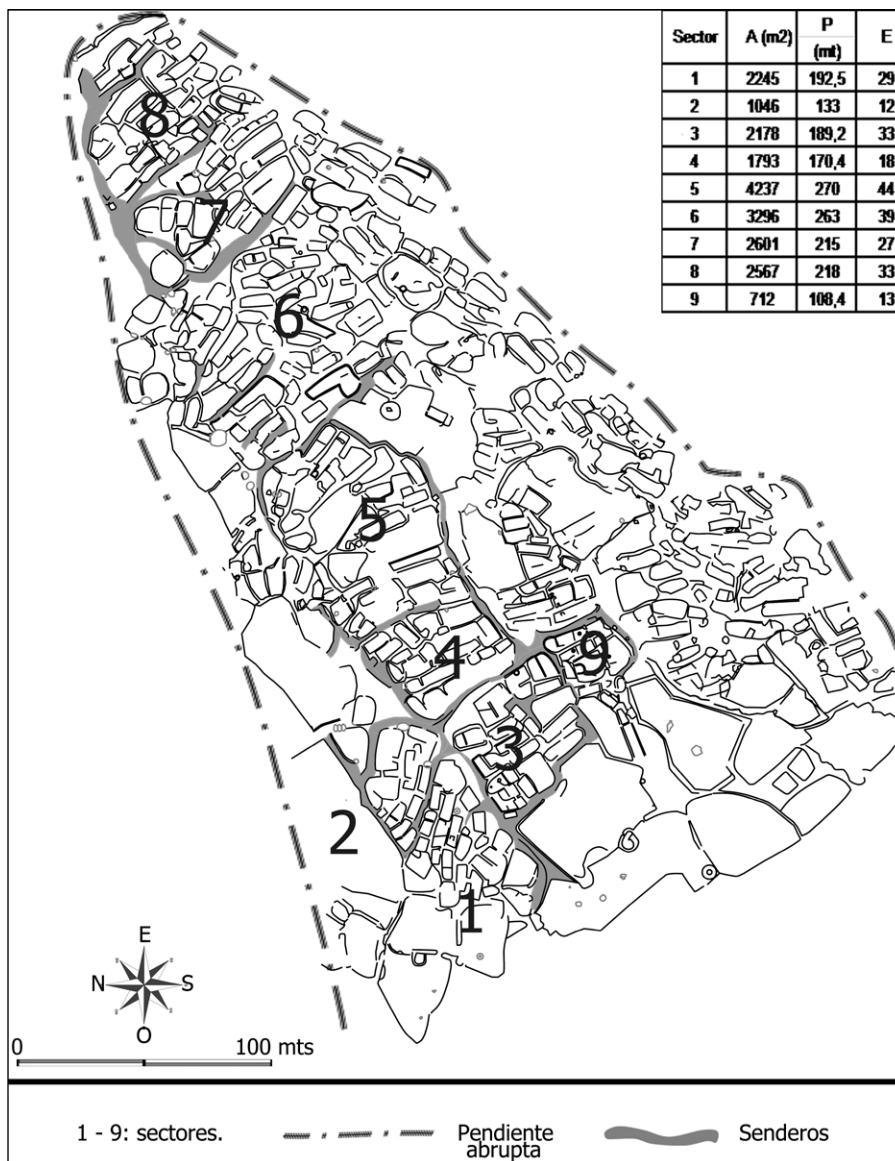 Sector A (m2) P (mt) E
1 2245 192,5 29
2 1046 133 12
3 2178 189,2 33
4 1793 170,4 18
5 4237 270 44
6 3296 263 39
7 2601 215 27
8 2567 218 33
9 712 108,4 13
8
7
6
5
4
9
3
2
1
E
N S
O
0 100 mts
1 - 9: sectores. Pendiente abrupta Senderos